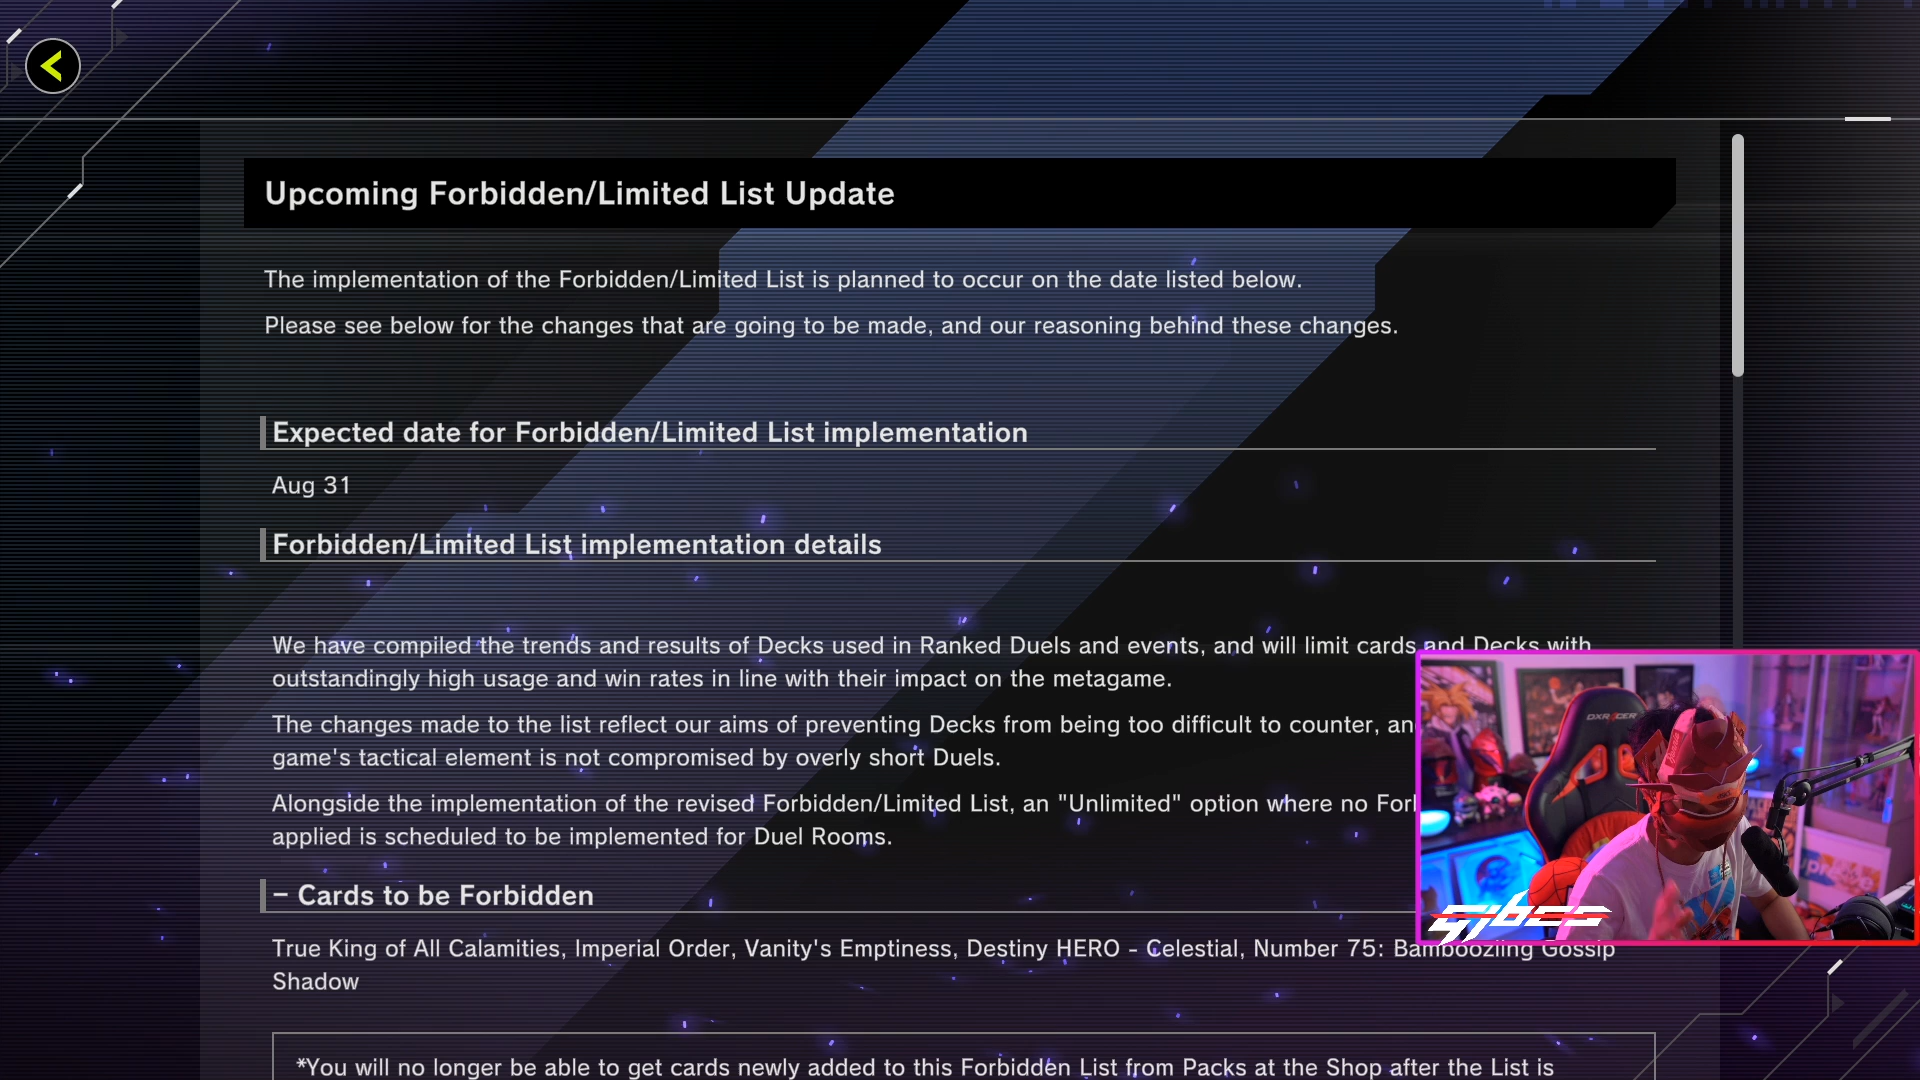 Upcoming Forbidden/Limited List Update
The implementation of the Forbidden/Limited List is planned to occur on the date listed below.
Please see below for the changes that are going to be made, and our reasoning behind these changes.
Expected date for Forbidden/Limited List implementation
Aug 31
Forbidden/Limited List implementation details
We have compiled the trends and results of Decks used in Ranked Duels and events, and will limit cards and Decks with
outstandingly high usage and win rates in line with their impact on the metagame.
The changes made to the list reflect our aims of preventing Decks from being too difficult to counter,
game's tactical element is not compromised by overly short Duels.
Alongside the implementation of the revised Forbidden/Limited List, an "Unlimited" option where no
applied is scheduled to be implemented for Duel Rooms.
DXRACER
– Cards to be Forbidden
True King of All Calamities, Imperial Order, Vanity's Emptiness, Destiny HERO - Celestial, Number 75: Bamboozling Gossip
Shadow
*You will no longer be able to get cards newly added to this Forbidden List from Packs at the Shop after the List is